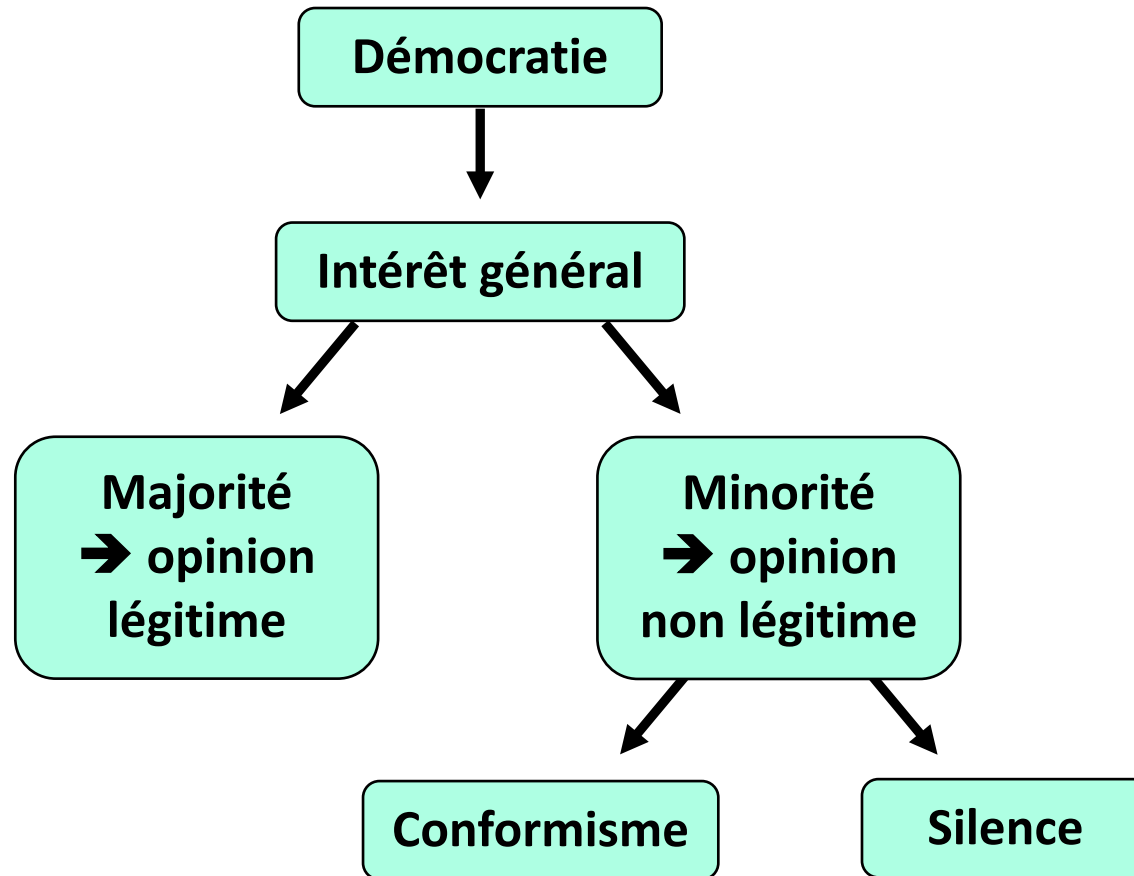 Démocratie
Intérêt général
Majorité
➔ opinion
légitime
Minorité
➔ opinion
non légitime
Conformisme
Silence